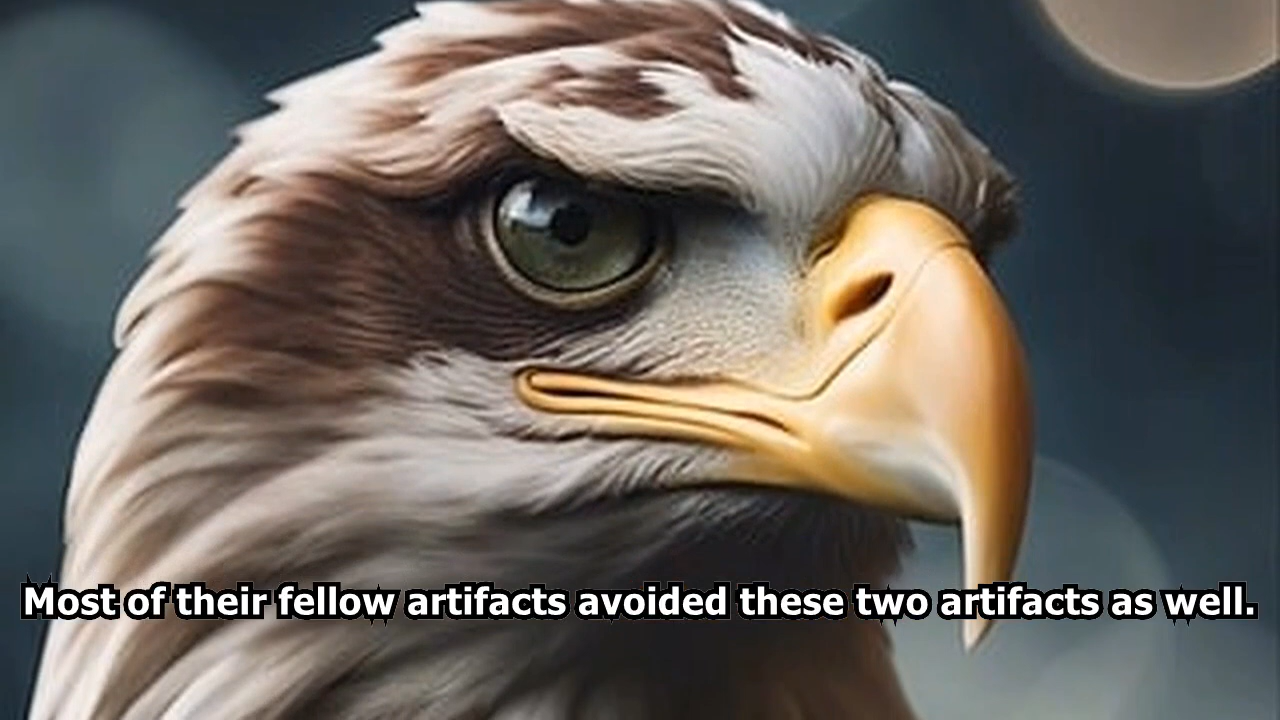 Most of their fellow artifacts avoided these two artifacts as well.